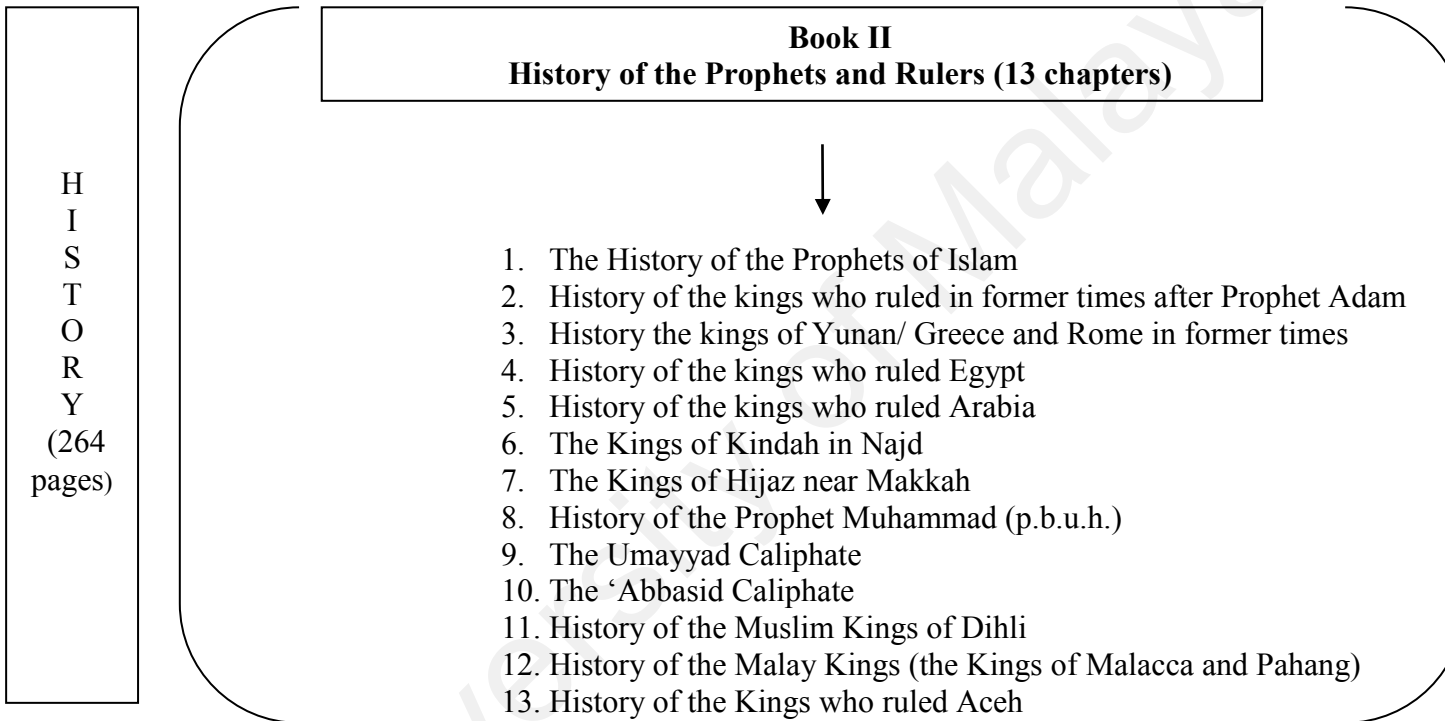 H
I
S
T
O
R
Y
(264
pages)
Book II
History of the Prophets and Rulers (13 chapters)
1. The History of the Prophets of Islam
2. History of the kings who ruled in former times after Prophet Adam
3. History the kings of Yunan/ Greece and Rome in former times
4. History of the kings who ruled Egypt
5. History of the kings who ruled Arabia
6. The Kings of Kindah in Najd
7. The Kings of Hijaz near Makkah
8. History of the Prophet Muhammad (p.b.u.h.)
9. The Umayyad Caliphate
10. The ‘Abbasid Caliphate
11. History of the Muslim Kings of Dihli
12. History of the Malay Kings (the Kings of Malacca and Pahang)
13. History of the Kings who ruled Aceh
versity of Malaya